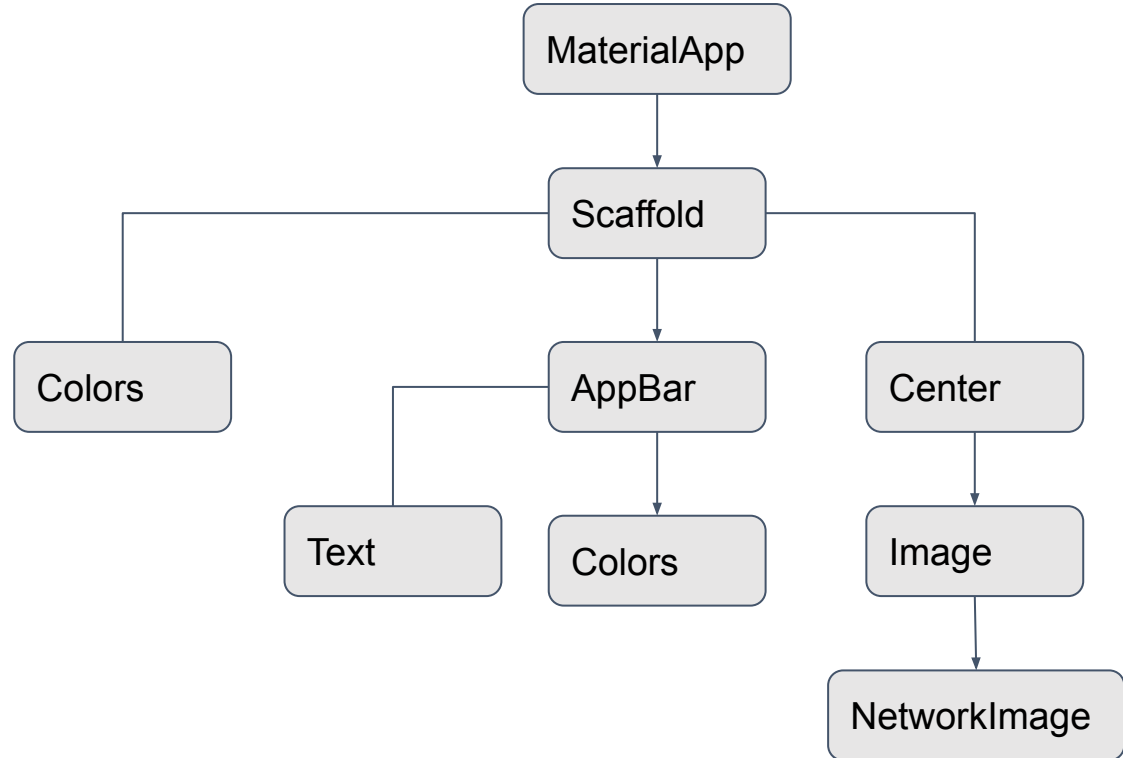 MaterialApp
Scaffold
Colors
AppBar
Center
Text
Colors
Image
NetworkImage